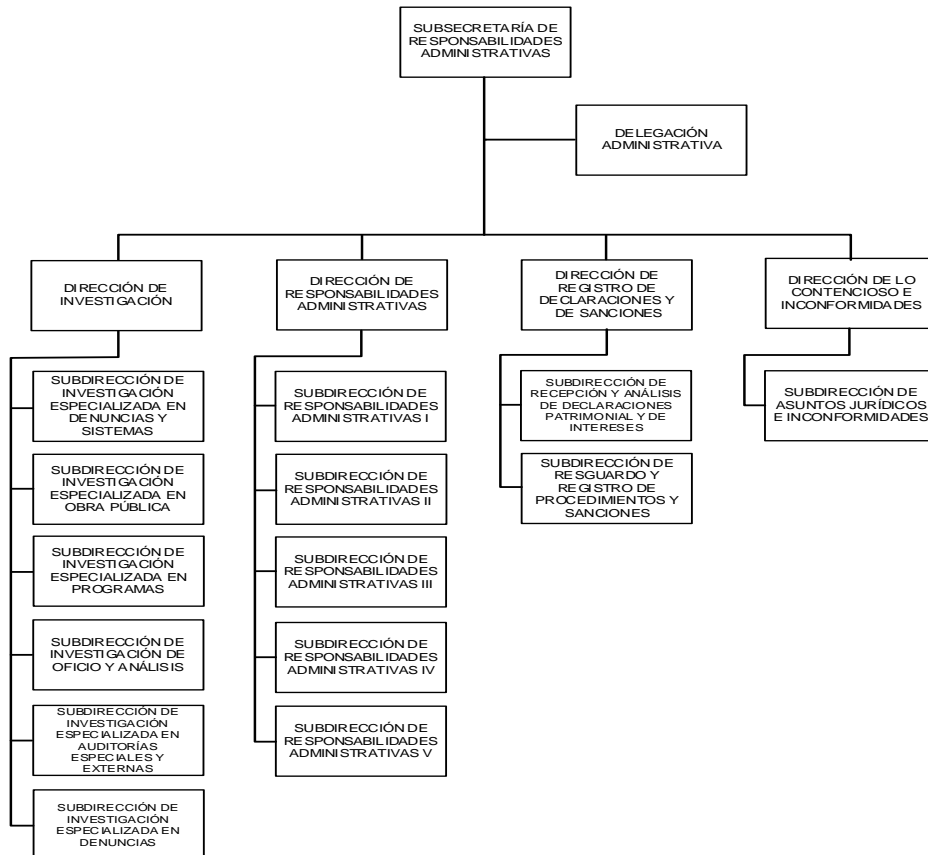 SUBSECRETARÍA DE
RESPONSABILIDADES
ADMINISTRATIVAS
DELEGACIÓN
ADMINISTRATIVA
DIRECCIÓN DE
INVESTIGACIÓN
DIRECCIÓN DE
RESPONSABILIDADES
ADMINISTRATIVAS
DIRECCIÓN DE
REGISTRO DE
DECLARACIONES Y
DE SANCIONES
DIRECCIÓN DE LO
CONTENCIOSO E
INCONFORMIDADES
SUBDIRECCIÓN DE
INVESTIGACIÓN
ESPECIALIZADA EN
DENUNCIAS Y
SISTEMAS
SUBDIRECCIÓN DE
INVESTIGACIÓN
ESPECIALIZADA EN
OBRA PÚBLICA
SUBDIRECCIÓN DE
INVESTIGACIÓN
ESPECIALIZADA EN
PROGRAMAS
SUBDIRECCIÓN DE
INVESTIGACIÓN DE
OFICIO Y ANÁLISIS
SUBDIRECCIÓN DE
INVESTIGACIÓN
ESPECIALIZADA EN
AUDITORÍAS
ESPECIALES Y
EXTERNAS
SUBDIRECCIÓN DE
INVESTIGACIÓN
ESPECIALIZADA EN
DENUNCIAS
SUBDIRECCIÓN DE
RESPONSABILIDADES
ADMINISTRATIVAS I
SUBDIRECCIÓN DE
RESPONSABILIDADES
ADMINISTRATIVAS II
SUBDIRECCIÓN DE
RESPONSABILIDADES
ADMINISTRATIVAS III
SUBDIRECCIÓN DE
RESPONSABILIDADES
ADMINISTRATIVAS IV
SUBDIRECCIÓN DE
RESPONSABILIDADES
ADMINISTRATIVAS V
SUBDIRECCIÓN DE
RECEPCIÓN Y ANÁLISIS
DE DECLARACIONES
PATRIMONIAL Y DE
INTERESES
SUBDIRECCIÓN DE
RESGUARDO Y
REGISTRO DE
PROCEDIMIENTOS Y
SANCIONES
SUBDIRECCIÓN DE
ASUNTOS JURÍDICOS
E INCONFORMIDADES